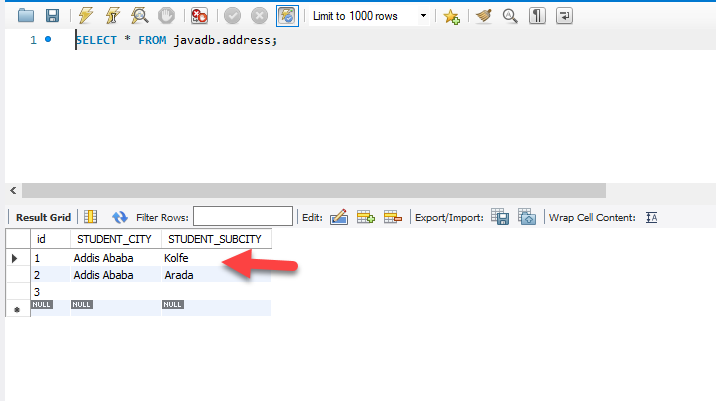 Limit to 1000 rows
1 SELECT * FROM javadb.address;
Result Grid Filter Rows: Edit: Export/Import: Wrap Cell Content: IA
id STUDENT_CITY STUDENT_SUBCITY
1 Addis Ababa Kolfe
2 Addis Ababa Arada
3
NULL NULL NULL